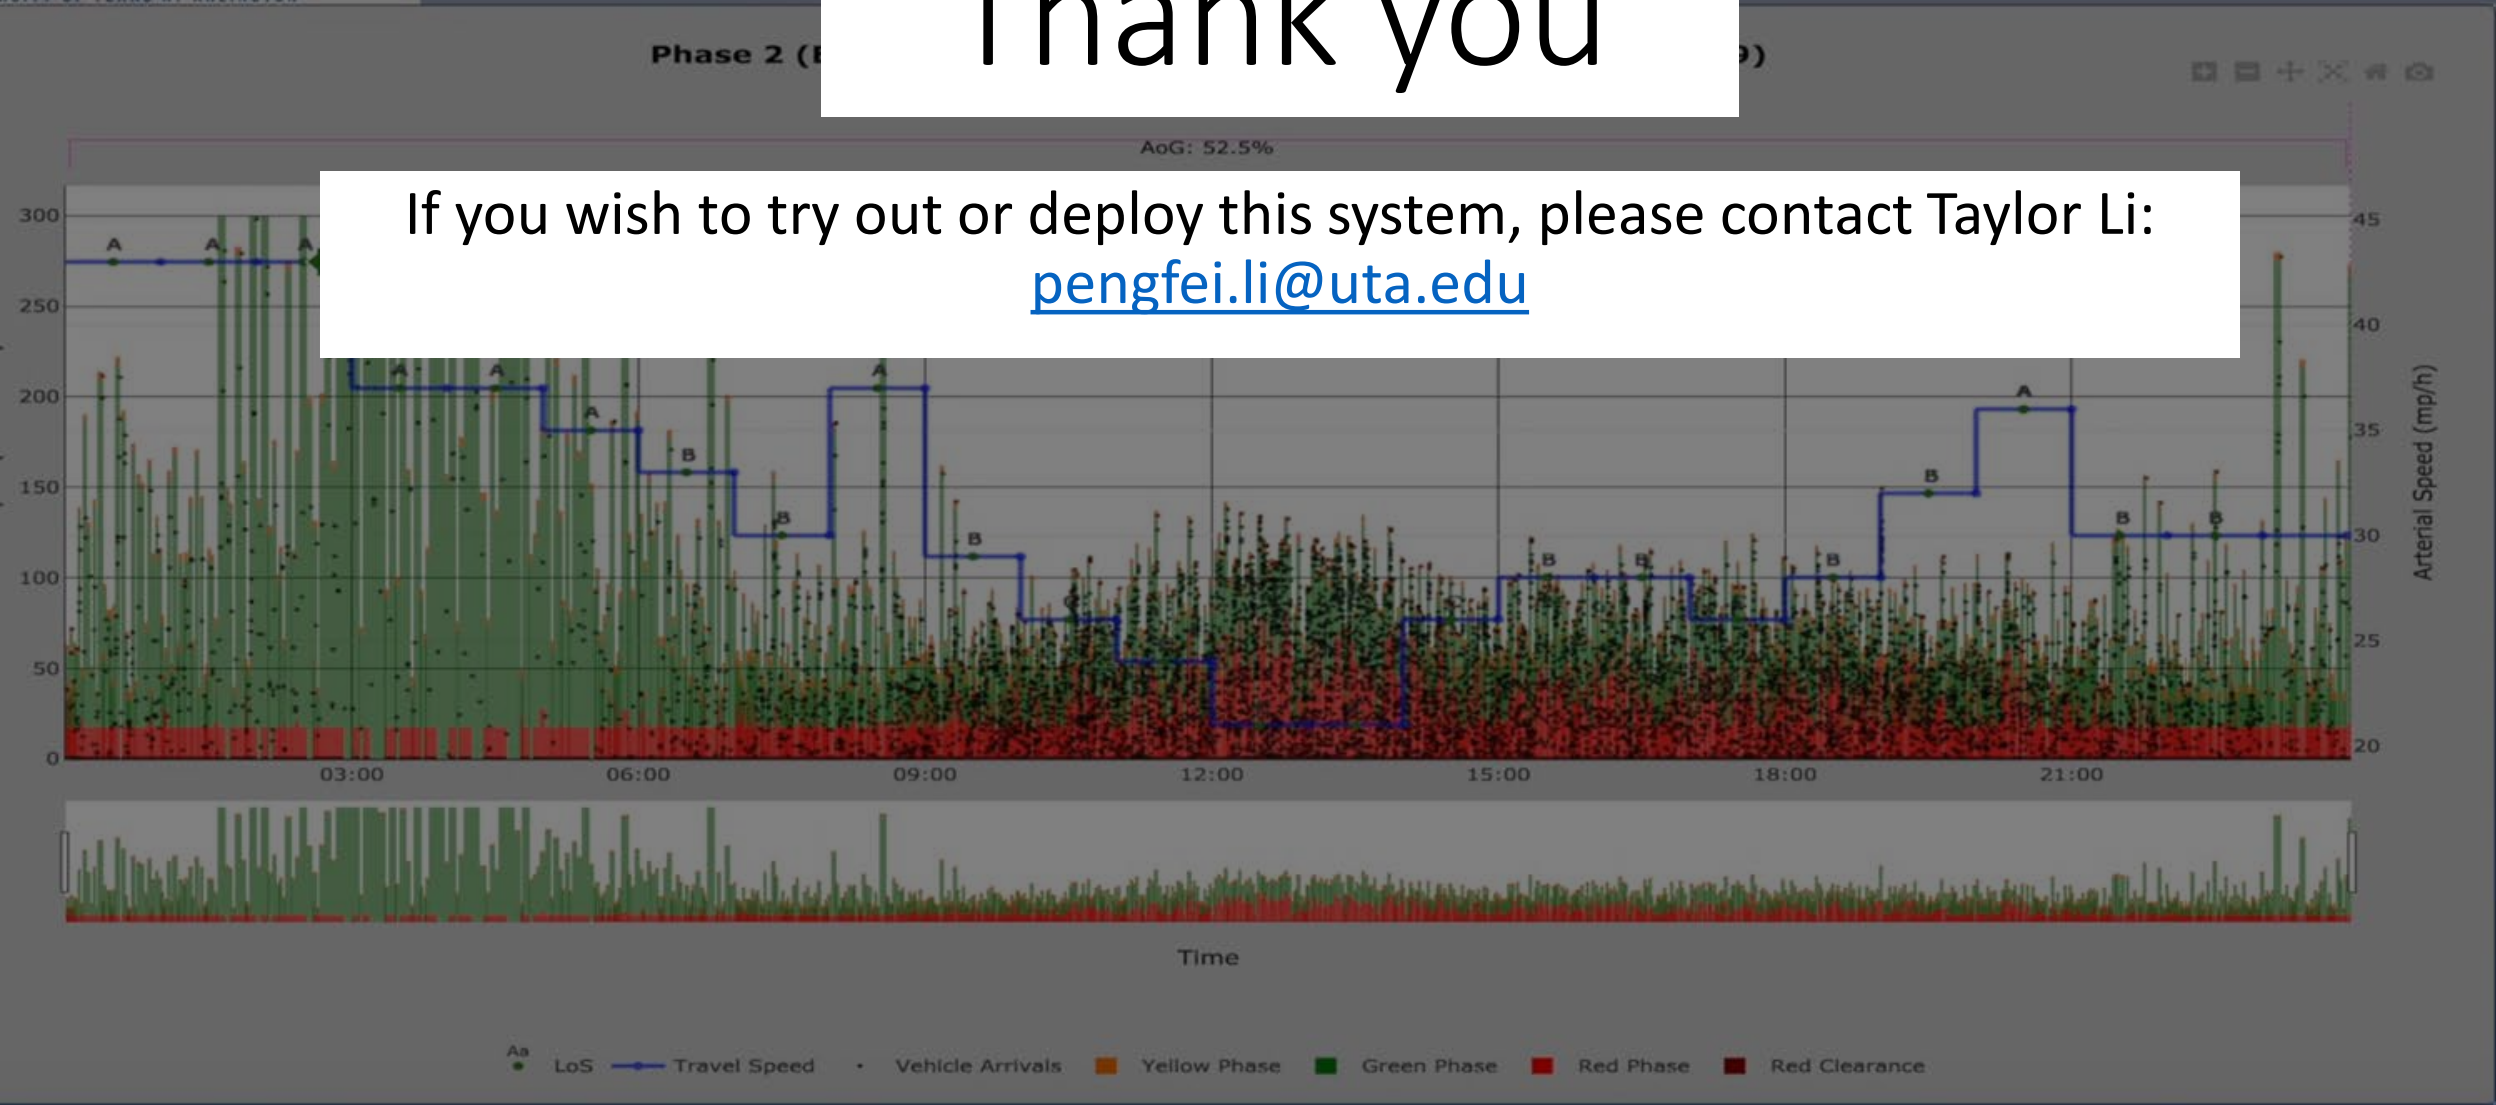 Thank you
Phase 2 (
9)
AoG: 52.5%
If you wish to try out or deploy this system, please contact Taylor Li:
pengfei.li@uta.edu
300
250
200
150
100
50
0
45
40
35
30
25
20
Arterial Speed (mp/h)
A A A A A A B B A B B B B B A B B
03:00 06:00 09:00 12:00 15:00 18:00 21:00
Time
Aa LoS Travel Speed Vehicle Arrivals Yellow Phase Green Phase Red Phase Red Clearance